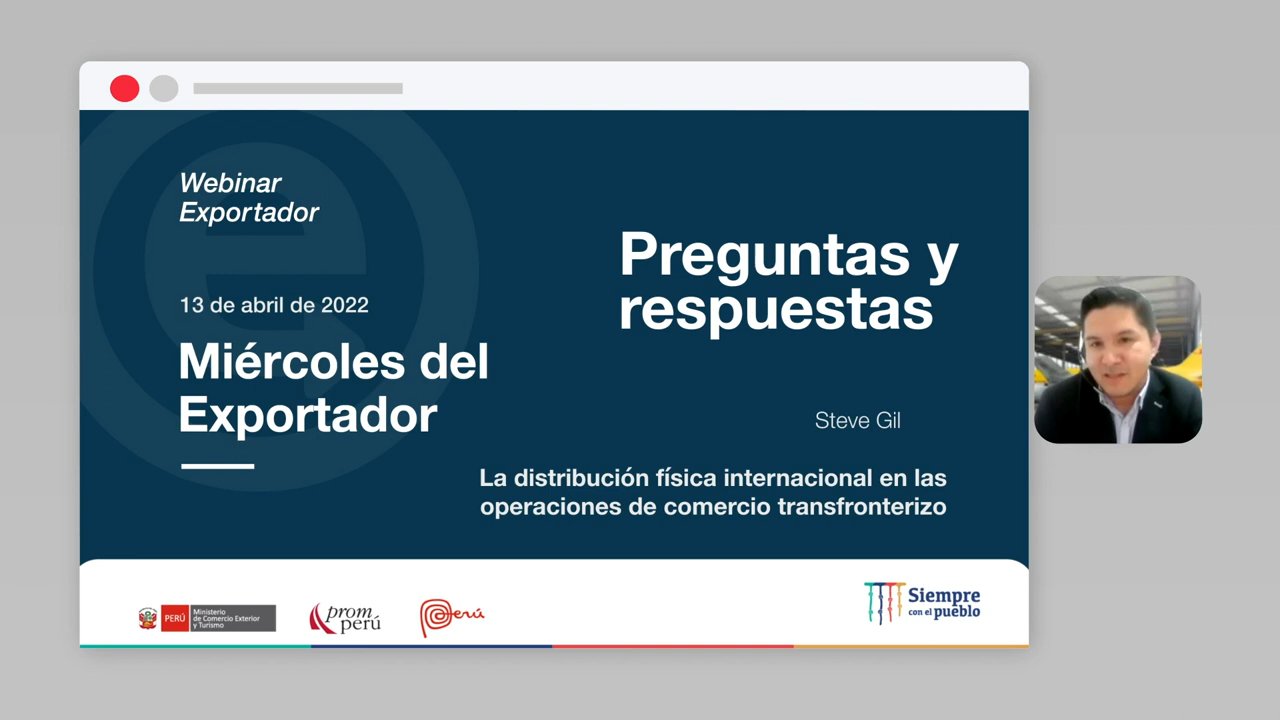 Webinar
Exportador
13 de abril de 2022
Miércoles del
Exportador
Preguntas y
respuestas
Steve Gil
La distribución física internacional en las
operaciones de comercio transfronterizo
PERÚ
Ministerio
de Comercio Exterior
y Turismo
prom
perú
Perú
Siempre
con el pueblo